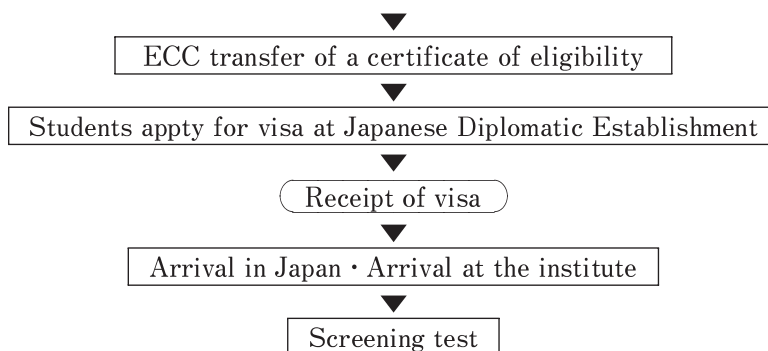 ECC transfer of a certificate of eligibility
Students appty for visa at Japanese Diplomatic Establishment
Receipt of visa
Arrival in Japan・Arrival at the institute
Screening test